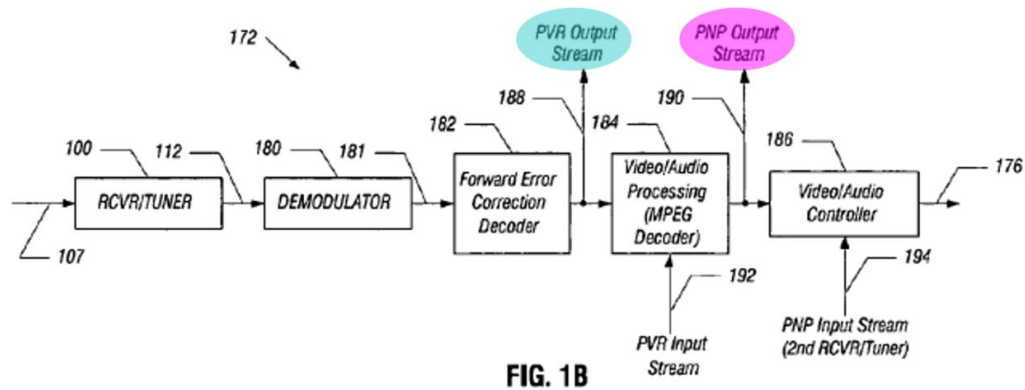 172
PVR Output
Stream
PNP Output
Stream
188
190
100
112
180
181
182
184
186
176
RCVR/TUNER
DEMODULATOR
Forward Error
Correction
Decoder
Video/Audio
Processing
(MPEG
Decoder)
Video/Audio
Controller
107
192
194
PVR Input
Stream
PNP Input Stream
(2nd RCVR/Tuner)
FIG. 1B